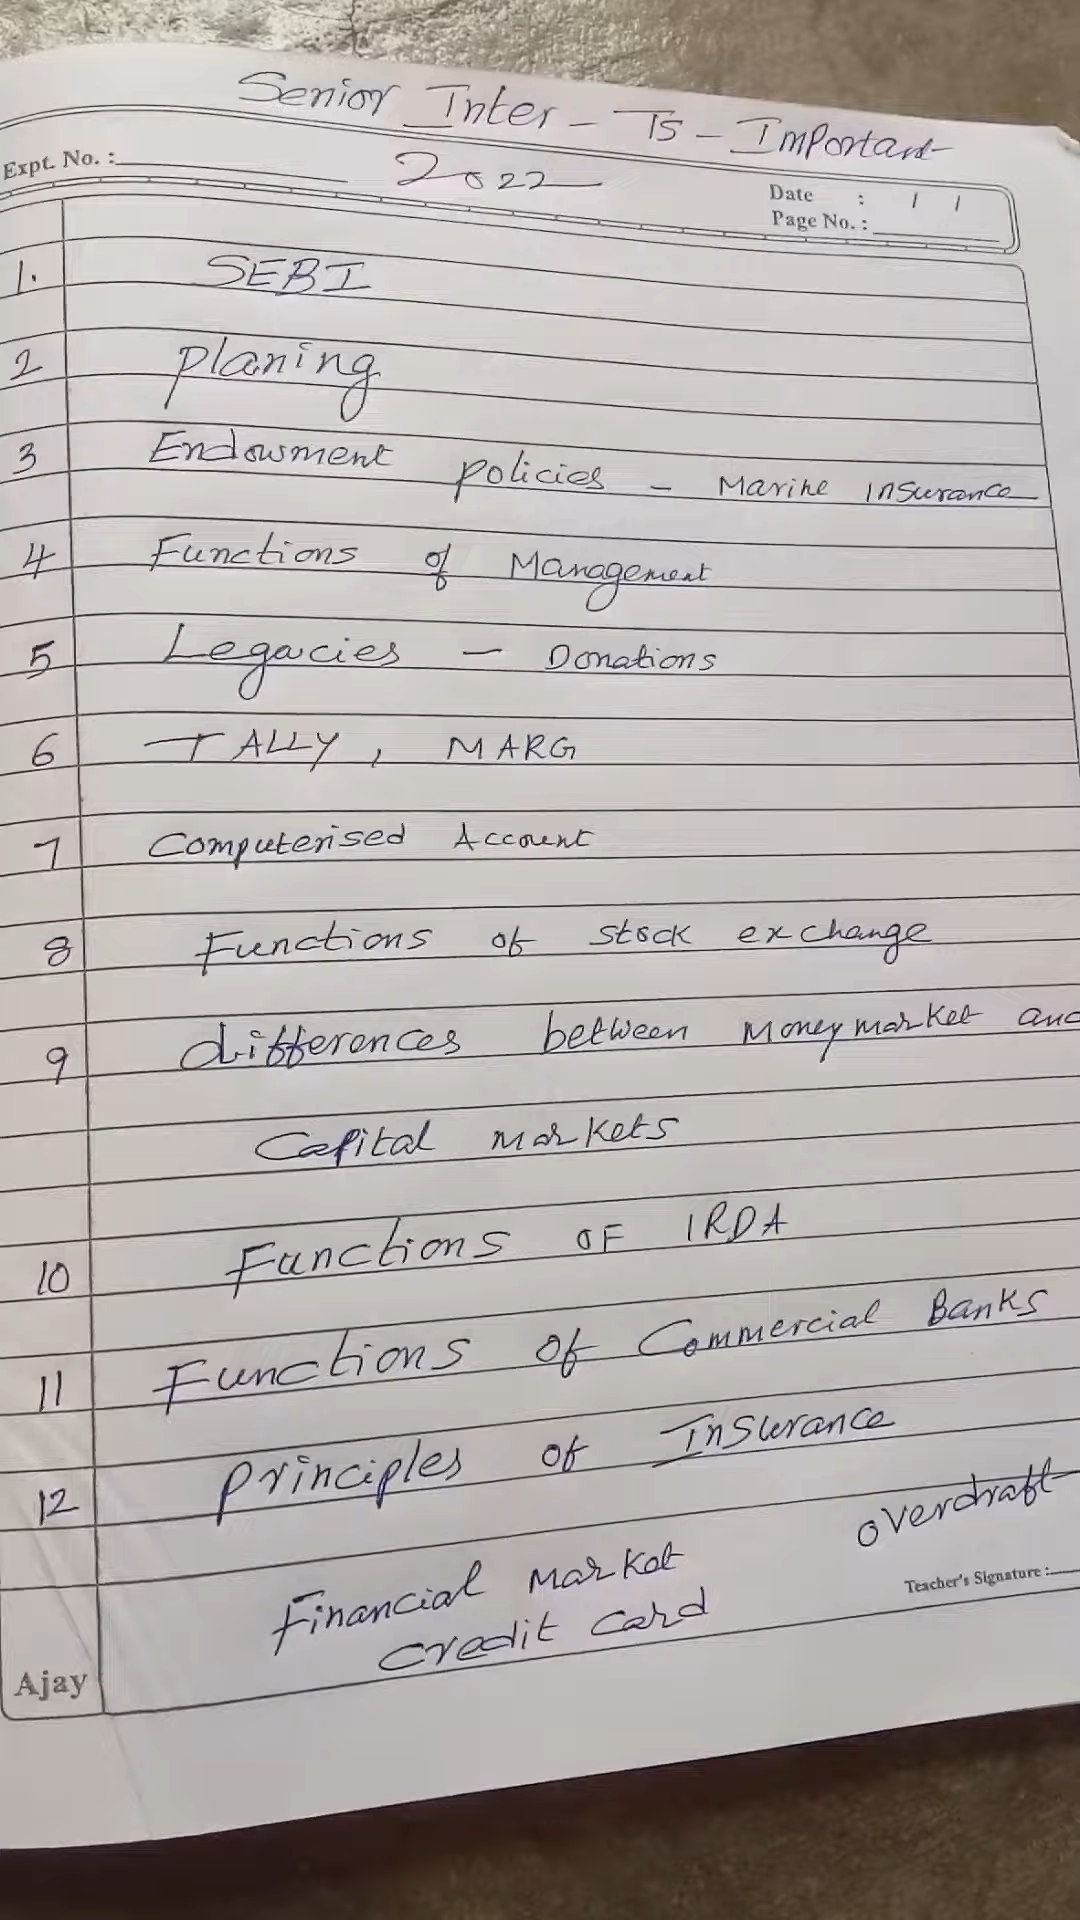 Senior Inter - TS - Important
Expt. No. :
2022
Date : / /
Page No. :
1. SEBI
2 planing
3 Endowment policies - Marine Insurance
4 Functions of Management
5 Legacies - Donations
6 TALLY, MARG
7 Computerised Account
8 Functions of stock exchange
9 differences between Money market and
Capital markets
10 Functions OF IRDA
11 Functions of Commercial Banks
12 principles of Insurance
overdraft
Financial Market
Teacher's Signature :
credit card
Ajay